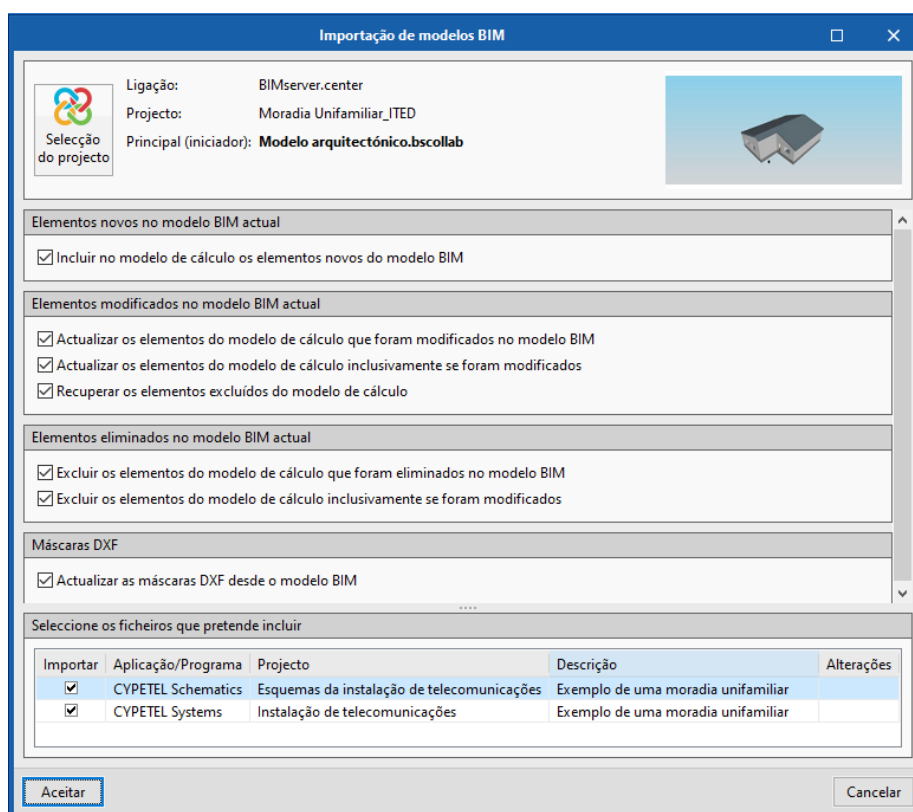 Importação de modelos BIM
Selecção
do projecto
Ligação: BIMserver.center
Projecto: Moradia Unifamiliar_ITED
Principal (iniciador): Modelo arquitectónico.bscollab
Elementos novos no modelo BIM actual
Incluir no modelo de cálculo os elementos novos do modelo BIM
Elementos modificados no modelo BIM actual
Actualizar os elementos do modelo de cálculo que foram modificados no modelo BIM
Actualizar os elementos do modelo de cálculo inclusivamente se foram modificados
Recuperar os elementos excluídos do modelo de cálculo
Elementos eliminados no modelo BIM actual
Excluir os elementos do modelo de cálculo que foram eliminados no modelo BIM
Excluir os elementos do modelo de cálculo inclusivamente se foram modificados
Máscaras DXF
Actualizar as máscaras DXF desde o modelo BIM
Seleccione os ficheiros que pretende incluir
Importar Aplicação/Programa Projecto Descrição Alterações
CYPETEL Schematics Esquemas da instalação de telecomunicações Exemplo de uma moradia unifamiliar
CYPETEL Systems Instalação de telecomunicações Exemplo de uma moradia unifamiliar
Aceitar Cancelar